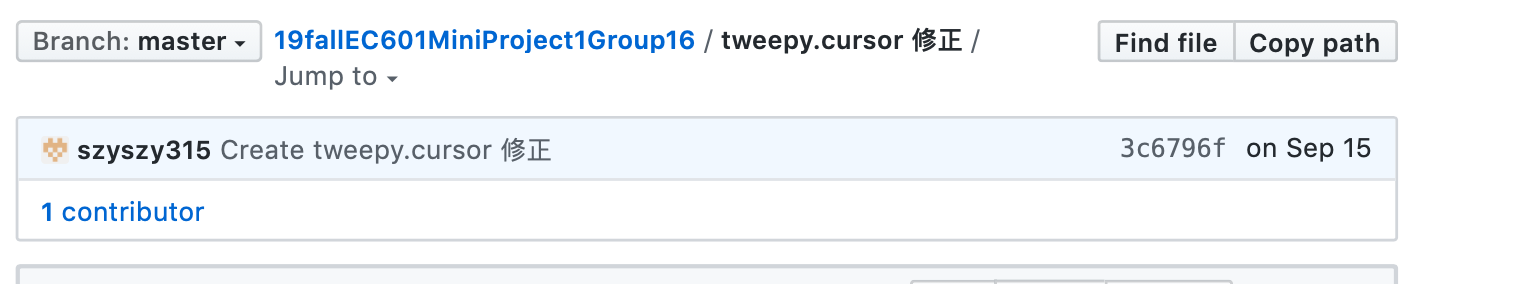 Branch: master
19fallEC601MiniProject1Group16 / tweepy.cursor 修正 /
Jump to
Find file
Copy path
szyszy315 Create tweepy.cursor 修正
3c6796f on Sep 15
1 contributor